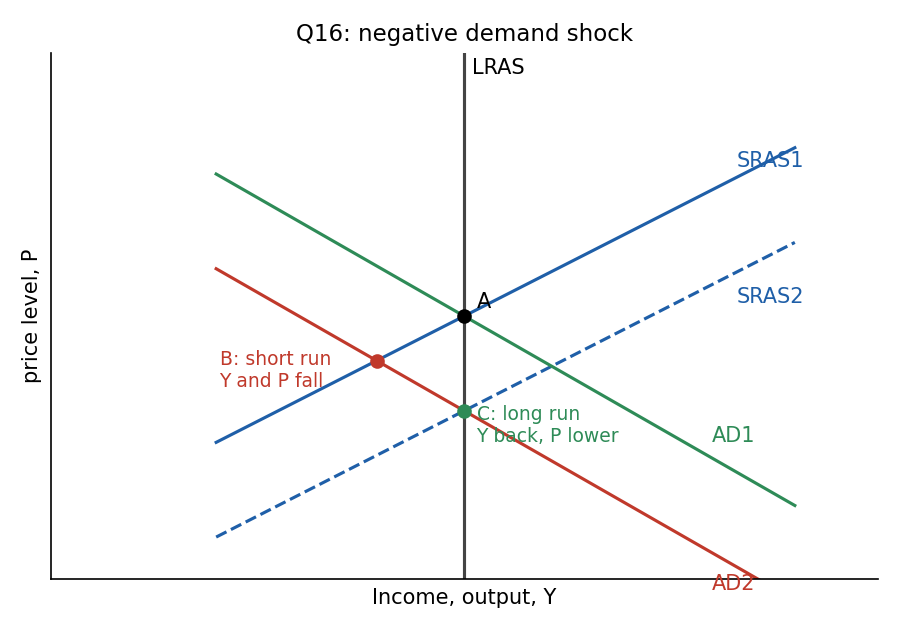 Q16: negative demand shock
LRAS
SRAS1
SRAS2
A
B: short run
Y and P fall
C: long run
Y back, P lower
AD1
AD2
price level, P
Income, output, Y